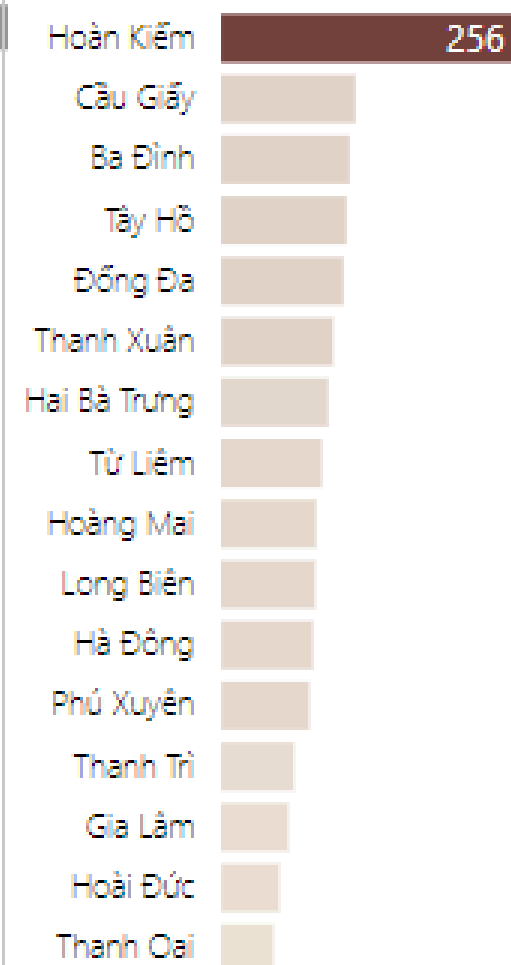 Hoàn Kiếm 256
Cầu Giấy
Ba Đình
Tây Hồ
Đống Đa
Thanh Xuân
Hai Bà Trưng
Từ Liêm
Hoàng Mai
Long Biên
Hà Đông
Phú Xuyên
Thanh Trì
Gia Lâm
Hoài Đức
Thanh Oai